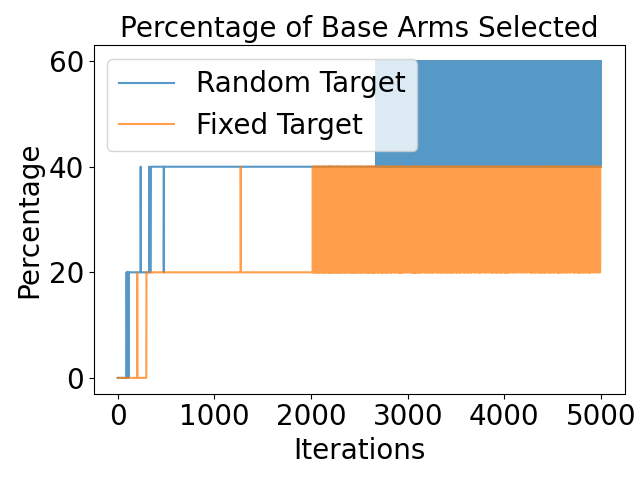 Percentage of Base Arms Selected
Random Target
Fixed Target
Percentage
60
40
20
0
0 1000 2000 3000 4000 5000
Iterations